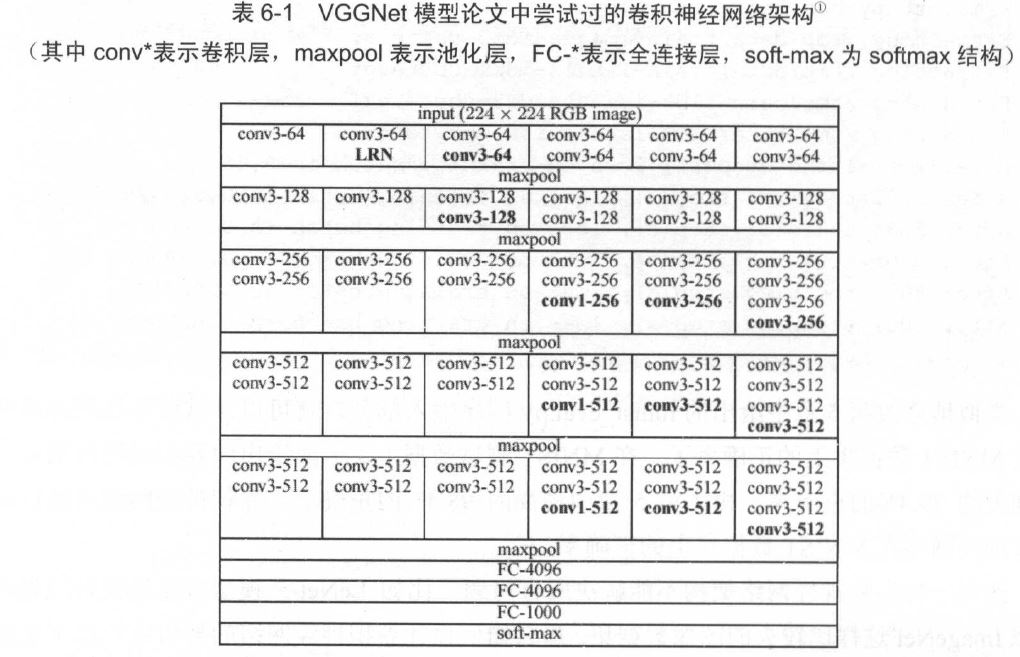 表 6-1 VGGNet 模型论文中尝试过的卷积神经网络架构①
（其中 conv*表示卷积层，maxpool 表示池化层，FC-*表示全连接层，soft-max 为 softmax 结构）
input (224 × 224 RGB image)
conv3-64 conv3-64 conv3-64 conv3-64 conv3-64 conv3-64
LRN conv3-64 conv3-64 conv3-64 conv3-64
maxpool
conv3-128 conv3-128 conv3-128 conv3-128 conv3-128 conv3-128
conv3-128 conv3-128 conv3-128 conv3-128
maxpool
conv3-256 conv3-256 conv3-256 conv3-256 conv3-256 conv3-256
conv3-256 conv3-256 conv3-256 conv3-256 conv3-256 conv3-256
conv1-256 conv3-256 conv3-256
conv3-256
maxpool
conv3-512 conv3-512 conv3-512 conv3-512 conv3-512 conv3-512
conv3-512 conv3-512 conv3-512 conv3-512 conv3-512 conv3-512
conv1-512 conv3-512 conv3-512
conv3-512
maxpool
conv3-512 conv3-512 conv3-512 conv3-512 conv3-512 conv3-512
conv3-512 conv3-512 conv3-512 conv3-512 conv3-512 conv3-512
conv1-512 conv3-512 conv3-512
conv3-512
maxpool
FC-4096
FC-4096
FC-1000
soft-max